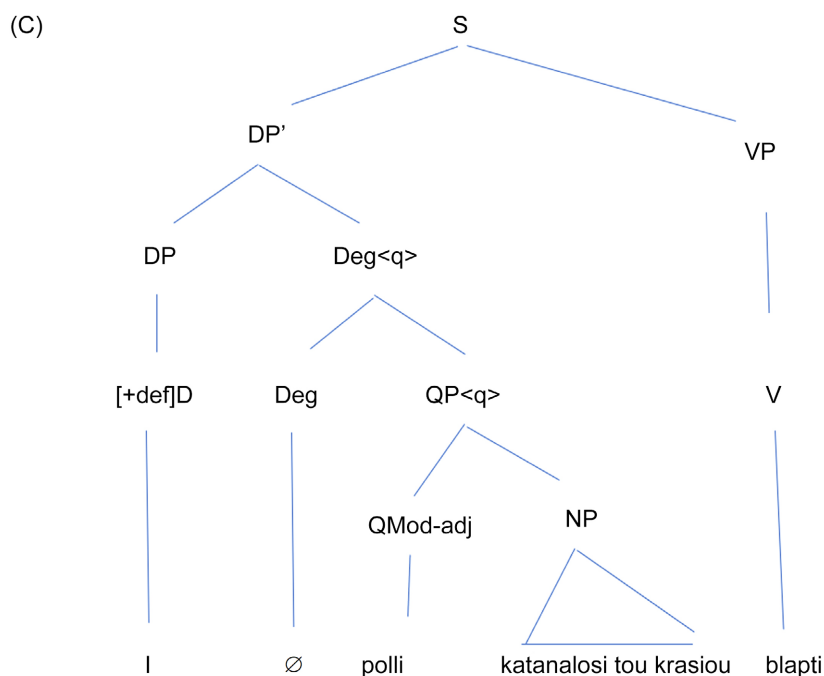 (C)
S
DP’
VP
DP
Deg<q>
[+def]D
Deg
QP<q>
V
QMod-adj
NP
I
∅
polli
katanalosi tou krasiou
blapti